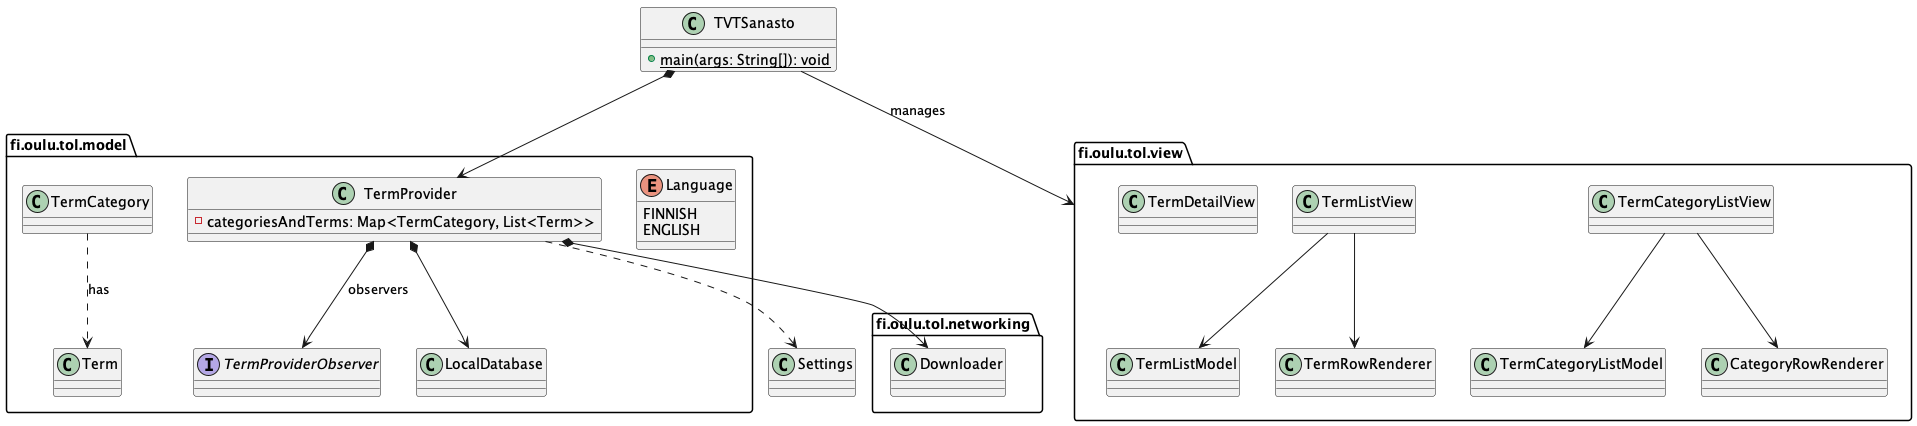 C TVTSanasto
main(args: String[]): void
manages
fi.oulu.tol.model
fi.oulu.tol.view
C TermCategory
C TermProvider
categoriesAndTerms: Map<TermCategory, List<Term>>
E Language
FINNISH
ENGLISH
C TermDetailView
C TermListView
C TermCategoryListView
has
observers
fi.oulu.tol.networking
C Term
I TermProviderObserver
C LocalDatabase
C Settings
C Downloader
C TermListModel
C TermRowRenderer
C TermCategoryListModel
C CategoryRowRenderer